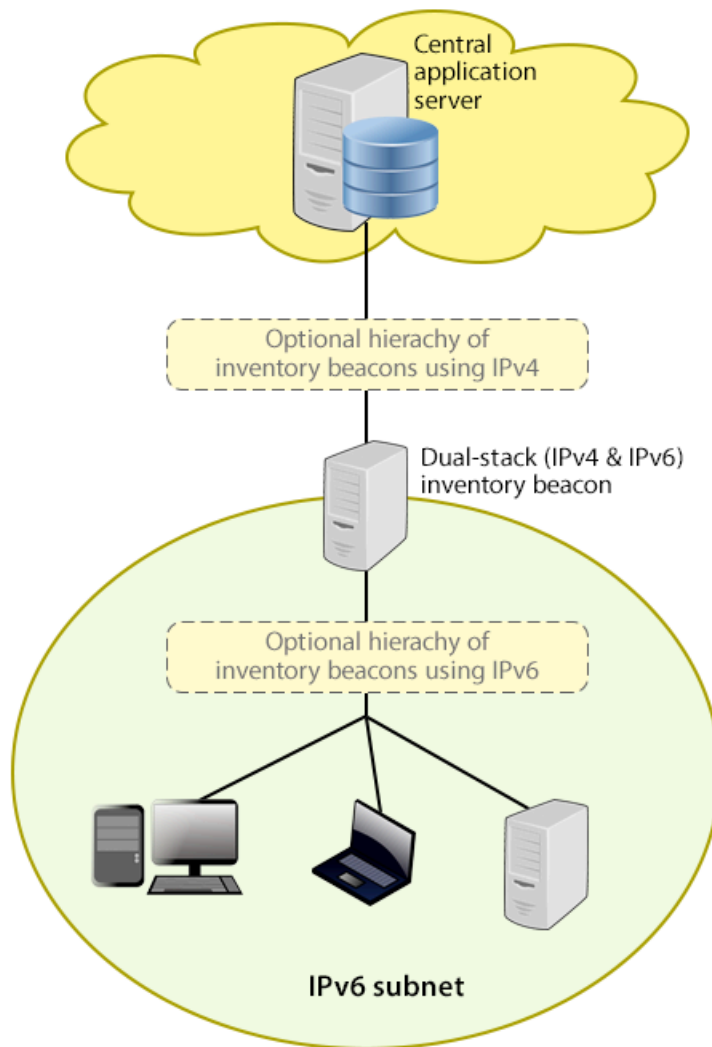 Central
application
server
Optional hierachy of
inventory beacons using IPv4
Dual-stack (IPv4 & IPv6)
inventory beacon
Optional hierachy of
inventory beacons using IPv6
IPv6 subnet